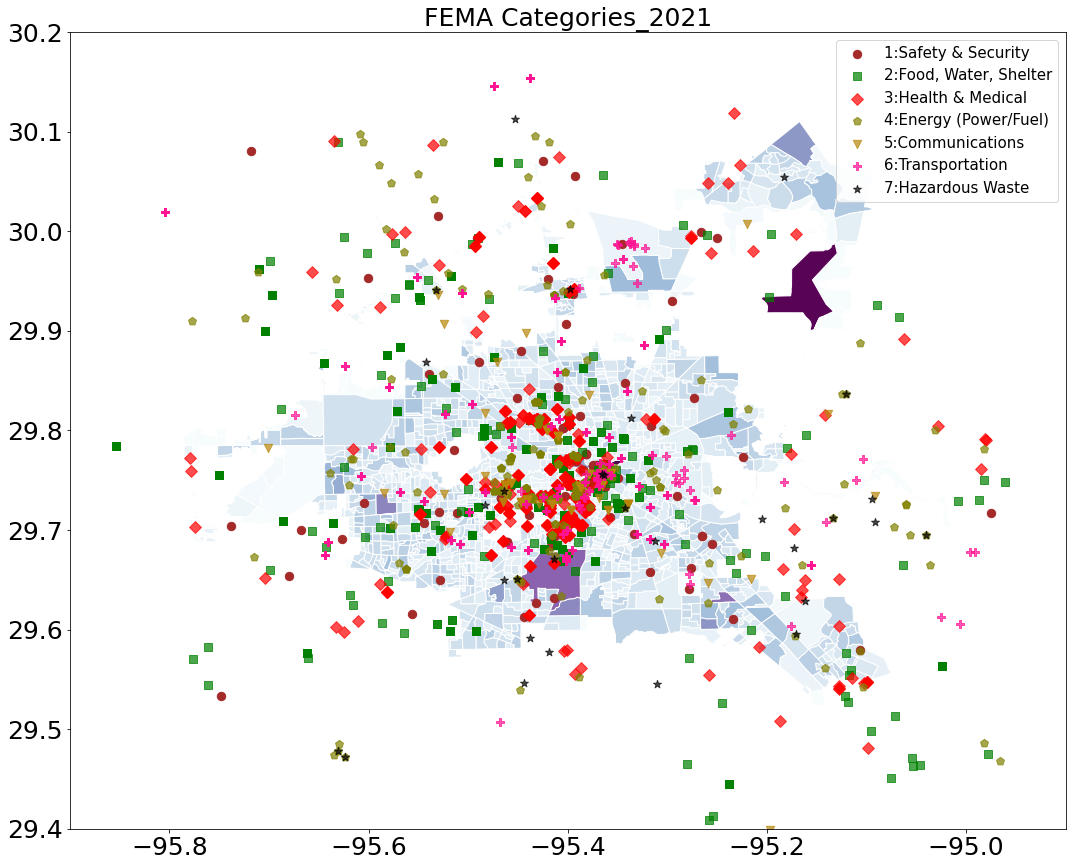 FEMA Categories_2021
30.2
30.1
30.0
29.9
29.8
29.7
29.6
29.5
29.4
1:Safety & Security
2:Food, Water, Shelter
3:Health & Medical
4:Energy (Power/Fuel)
5:Communications
6:Transportation
7:Hazardous Waste
−95.8 −95.6 −95.4 −95.2 −95.0